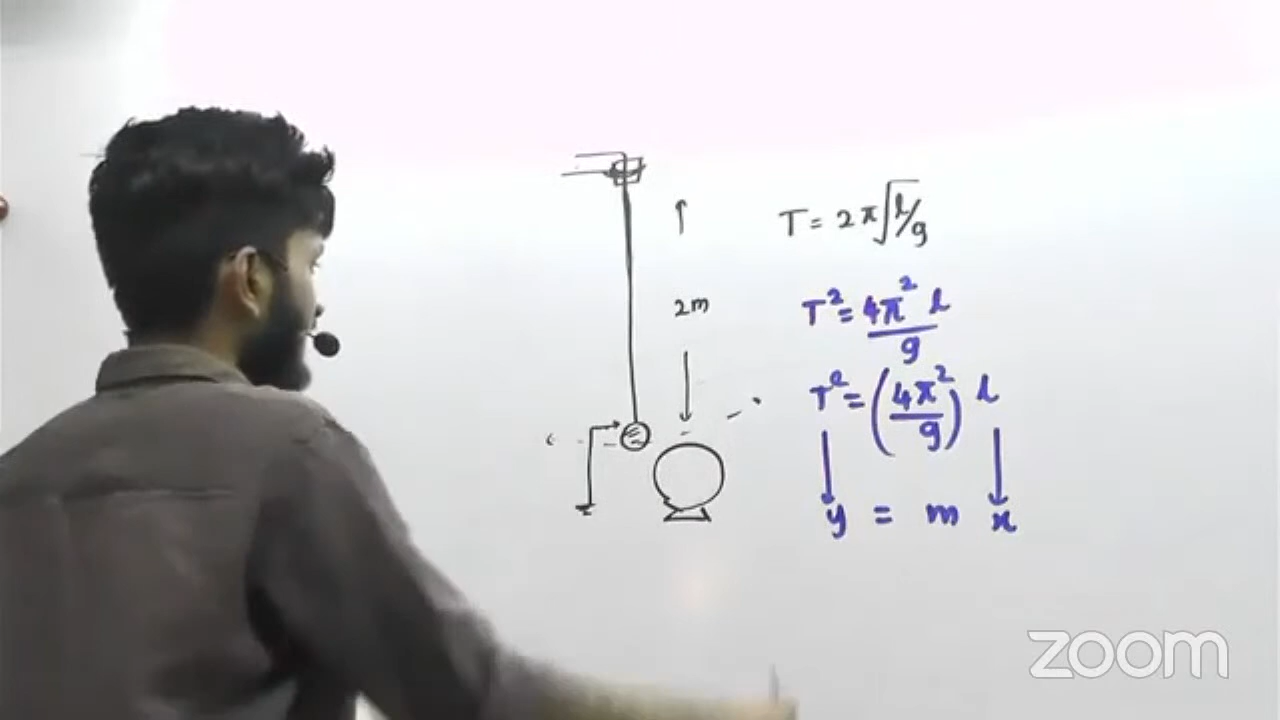 2m
T = 2π√l/g
T² = 4π² l / g
T² = (4π²/g) l
y = m x
zoom